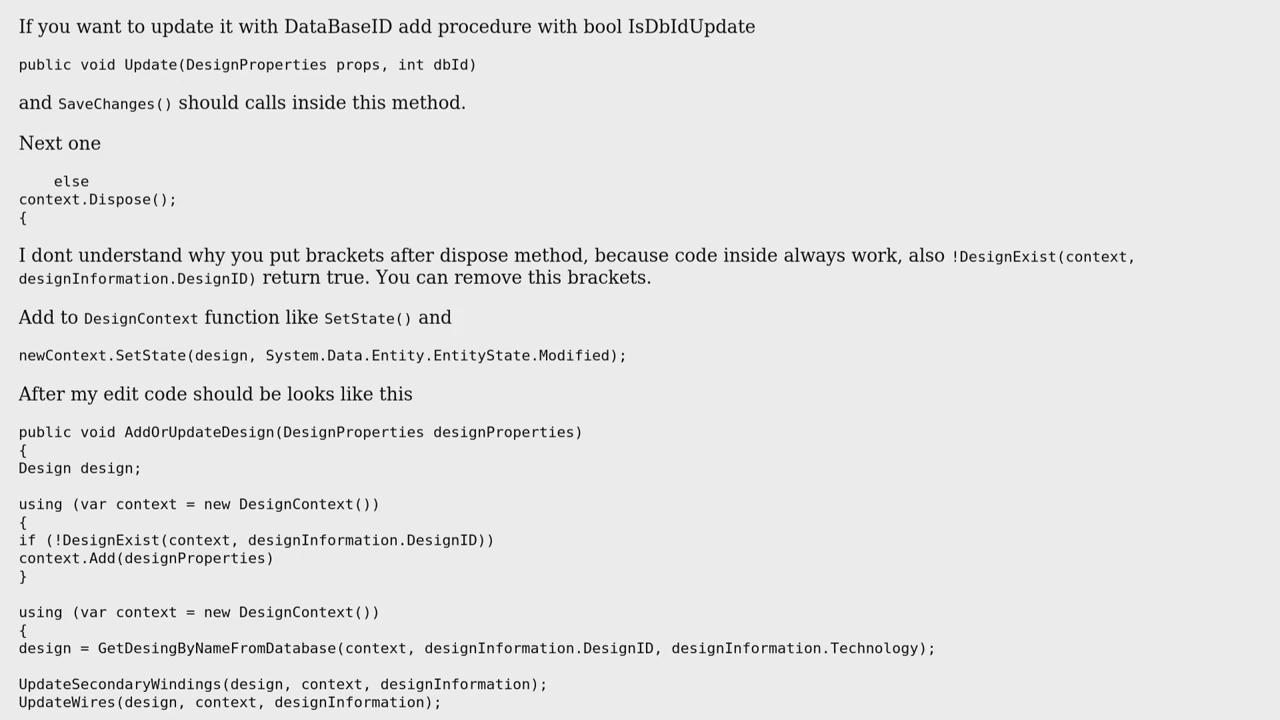 If you want to update it with DataBaseID add procedure with bool IsDbIdUpdate
public void Update(DesignProperties props, int dbId)
and SaveChanges() should calls inside this method.
Next one
    else
context.Dispose();
{
I dont understand why you put brackets after dispose method, because code inside always work, also !DesignExist(context,
designInformation.DesignID) return true. You can remove this brackets.
Add to DesignContext function like SetState() and
newContext.SetState(design, System.Data.Entity.EntityState.Modified);
After my edit code should be looks like this
public void AddOrUpdateDesign(DesignProperties designProperties)
{
Design design;
using (var context = new DesignContext())
{
if (!DesignExist(context, designInformation.DesignID))
context.Add(designProperties)
}
using (var context = new DesignContext())
{
design = GetDesingByNameFromDatabase(context, designInformation.DesignID, designInformation.Technology);
UpdateSecondaryWindings(design, context, designInformation);
UpdateWires(design, context, designInformation);